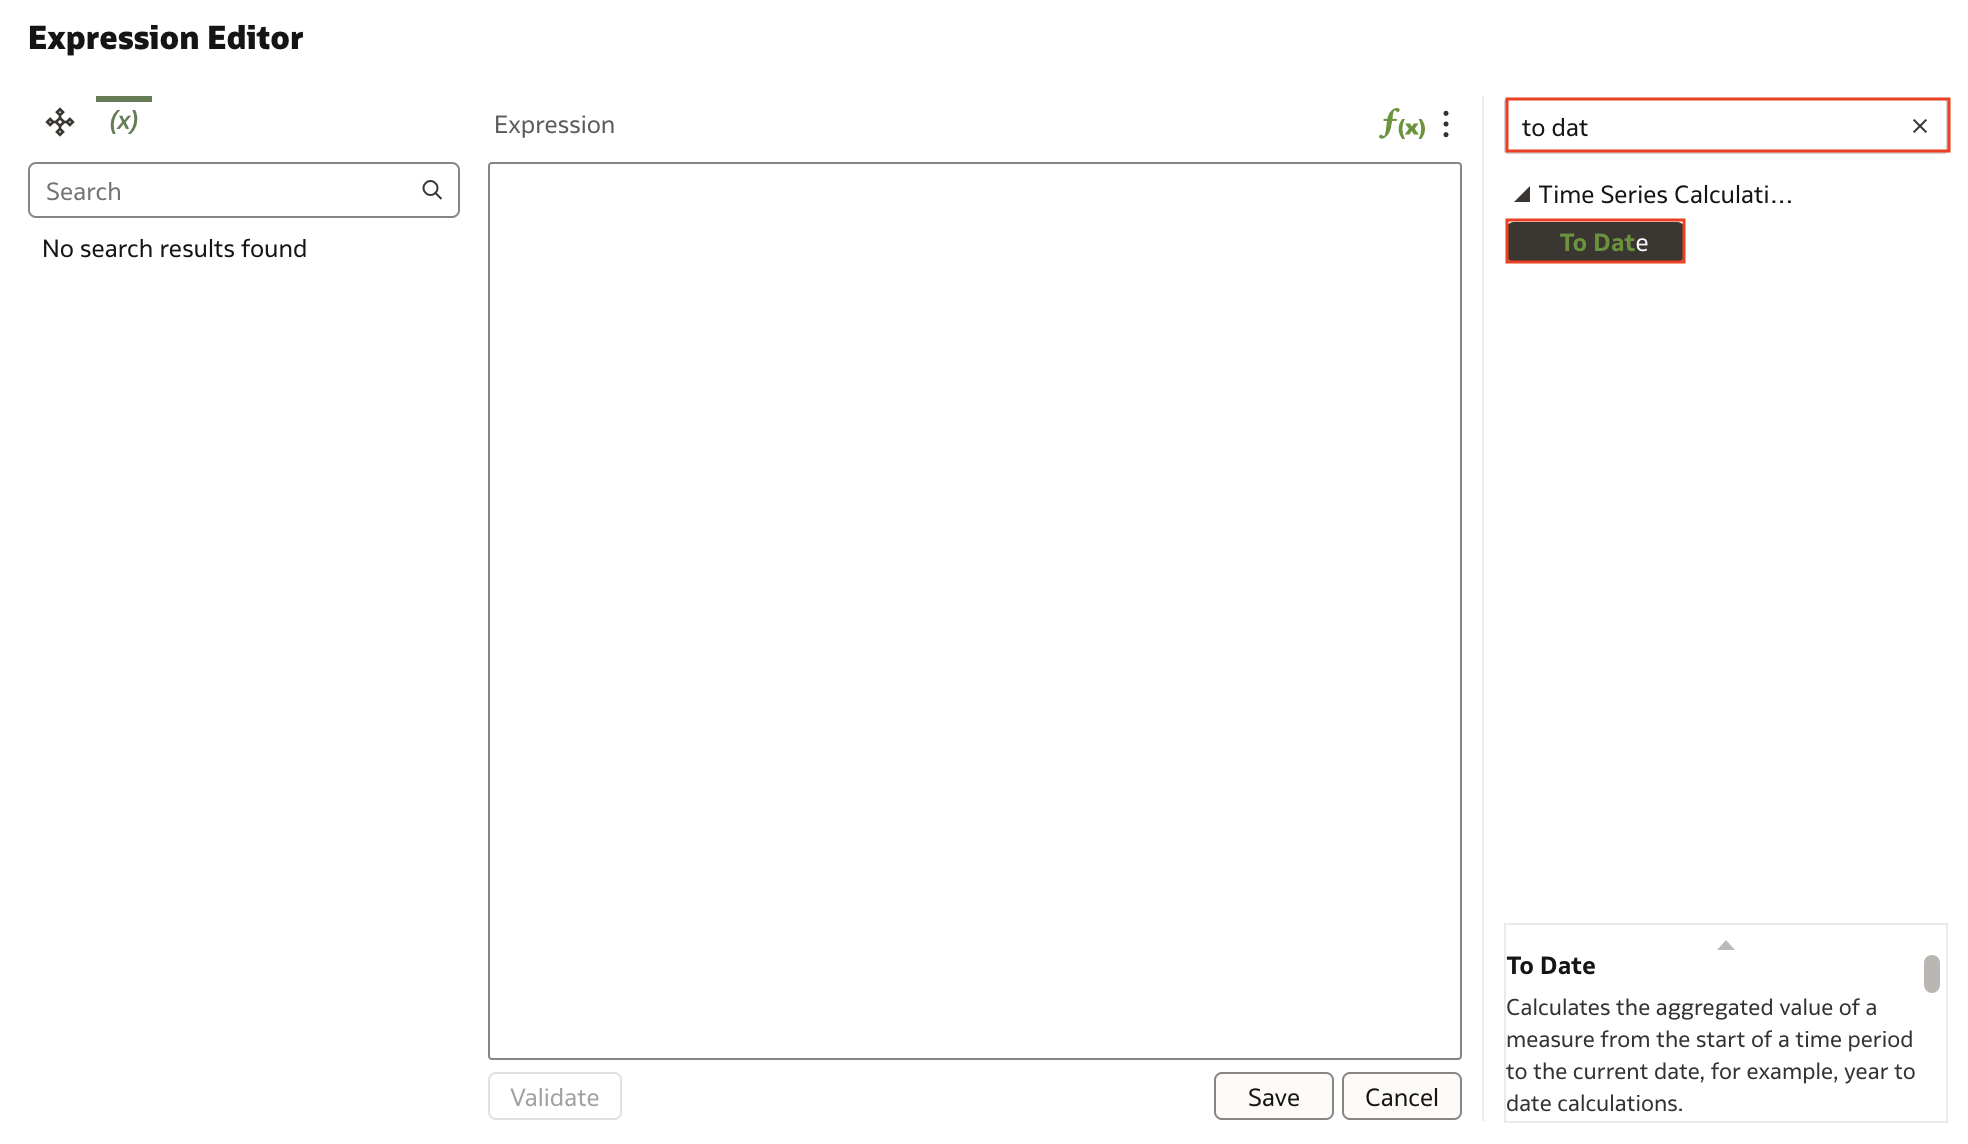 Expression Editor
(x)
Search
No search results found
Expression
f(x)
to dat
Time Series Calculati...
To Date
To Date
Calculates the aggregated value of a
measure from the start of a time period
to the current date, for example, year to
date calculations.
Validate
Save
Cancel